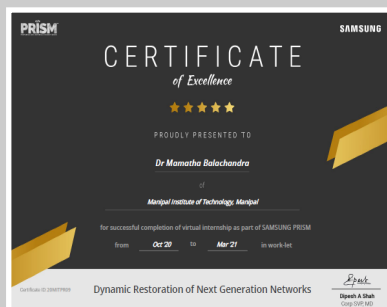 PRISM
SAMSUNG
CERTIFICATE
of Excellence
PROUDLY PRESENTED TO
Dr Mamatha Balachandra
of
Manipal Institute of Technology, Manipal
for successful completion of virtual internship as part of SAMSUNG PRISM
from Oct'20 to Mar'21 in work-let
Dynamic Restoration of Next Generation Networks
Dipesh A Shah
Corp SVP, MD